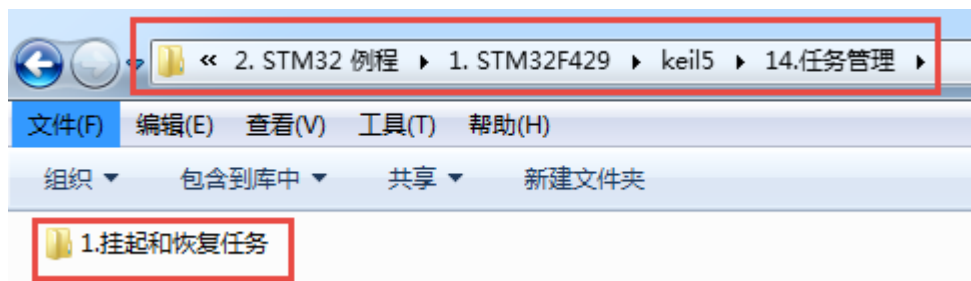 « 2. STM32 例程 ▸ 1. STM32F429 ▸ keil5 ▸ 14.任务管理 ▸
文件(F) 编辑(E) 查看(V) 工具(T) 帮助(H)
组织 ▼ 包含到库中 ▼ 共享 ▼ 新建文件夹
1.挂起和恢复任务